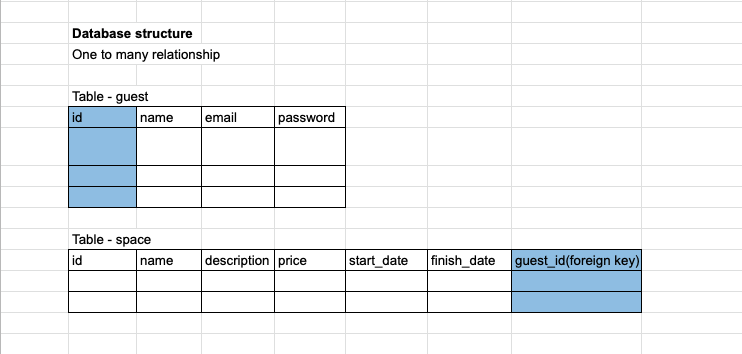 Database structure
One to many relationship
Table - guest
id name email password
Table - space
id name description price start_date finish_date guest_id(foreign key)